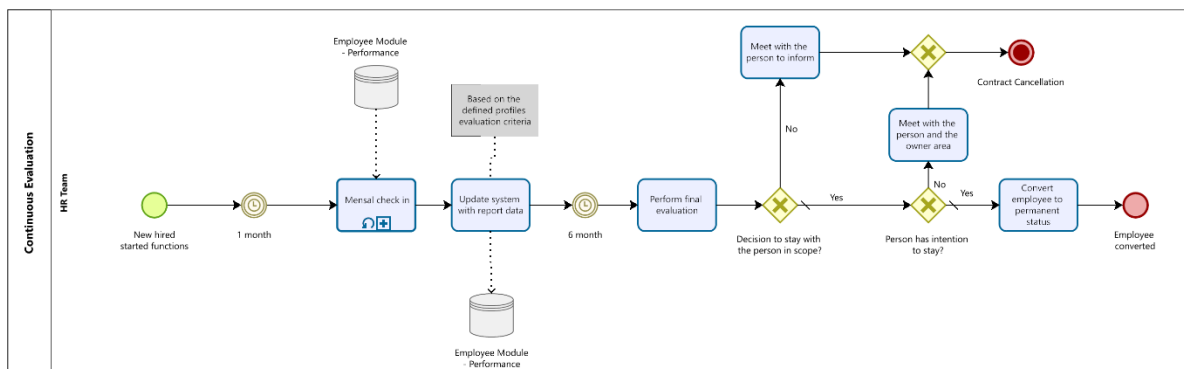 Continuous Evaluation
HR Team
New hired
started functions
1 month
Employee Module
- Performance
Mensal check in
Based on the
defined profiles
evaluation criteria
Update system
with report data
Employee Module
- Performance
6 month
Perform final
evaluation
Decision to stay with
the person in scope?
No
Meet with the
person to inform
Yes
Person has intention
to stay?
No
Meet with the
person and the
owner area
Contract Cancellation
Yes
Convert
employee to
permanent
status
Employee
converted